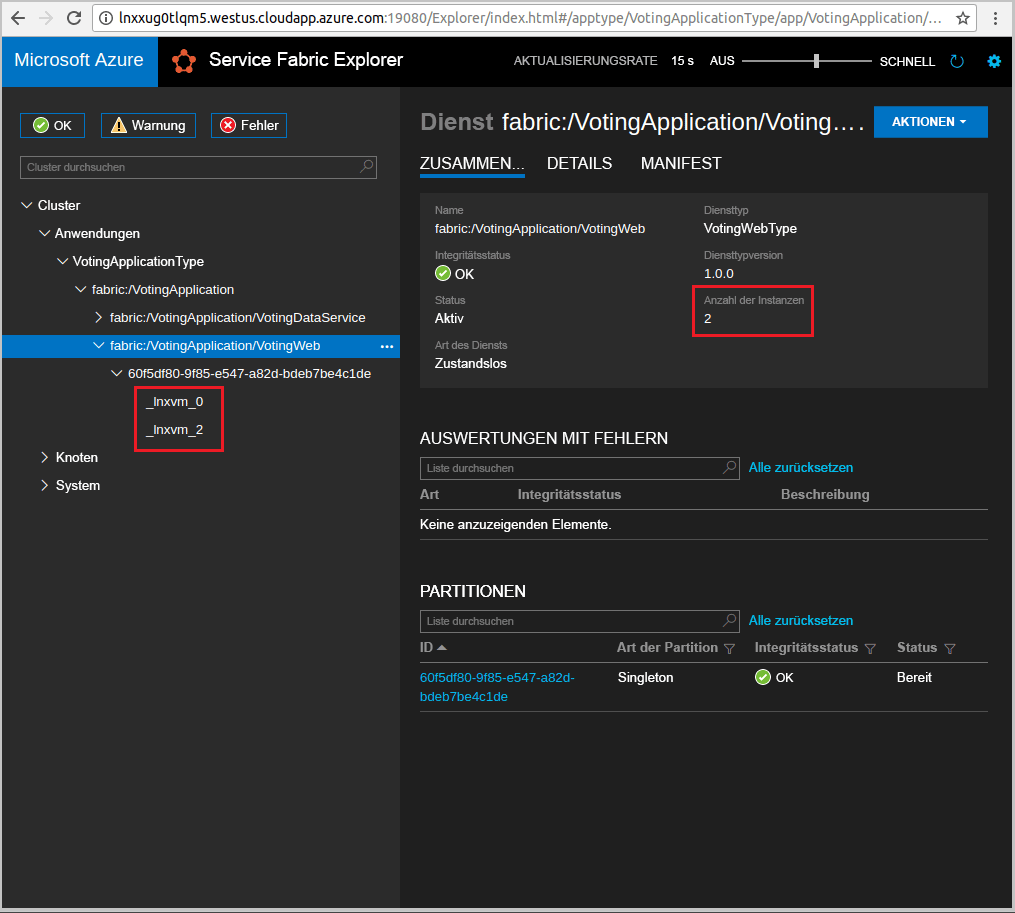 lnxxug0tlqm5.westus.cloudapp.azure.com:19080/Explorer/index.html#/apptype/VotingApplicationType/app/VotingApplication/...
Microsoft Azure
Service Fabric Explorer
AKTUALISIERUNGSRATE 15 s AUS SCHNELL
OK Warnung Fehler
Cluster durchsuchen
Cluster
Anwendungen
VotingApplicationType
fabric:/VotingApplication
fabric:/VotingApplication/VotingDataService
fabric:/VotingApplication/VotingWeb
60f5df80-9f85-e547-a82d-bdeb7be4c1de
_lnxvm_0
_lnxvm_2
Knoten
System
Dienst fabric:/VotingApplication/Voting....
AKTIONEN
ZUSAMMEN... DETAILS MANIFEST
Name
fabric:/VotingApplication/VotingWeb
Integritätsstatus
OK
Status
Aktiv
Art des Diensts
Zustandslos
Diensttyp
VotingWebType
Diensttypversion
1.0.0
Anzahl der Instanzen
2
AUSWERTUNGEN MIT FEHLERN
Liste durchsuchen Alle zurücksetzen
Art Integritätsstatus Beschreibung
Keine anzuzeigenden Elemente.
PARTITIONEN
Liste durchsuchen Alle zurücksetzen
ID Art der Partition Integritätsstatus Status
60f5df80-9f85-e547-a82d- Singleton OK Bereit
bdeb7be4c1de